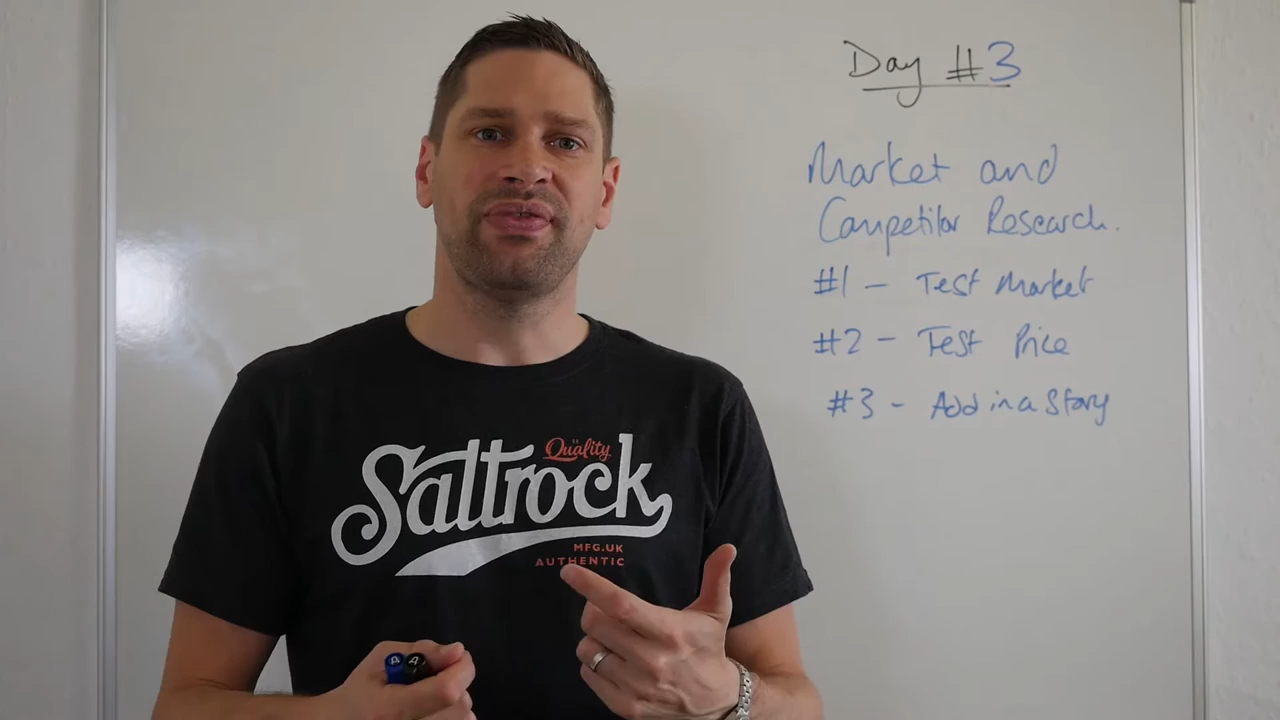 Day #3
Market and
Competitor Research.
#1 - Test Market
#2 - Test Price
#3 - Add in a Story
Quality
Saltrock
MFG.UK
AUTHENTIC
A A